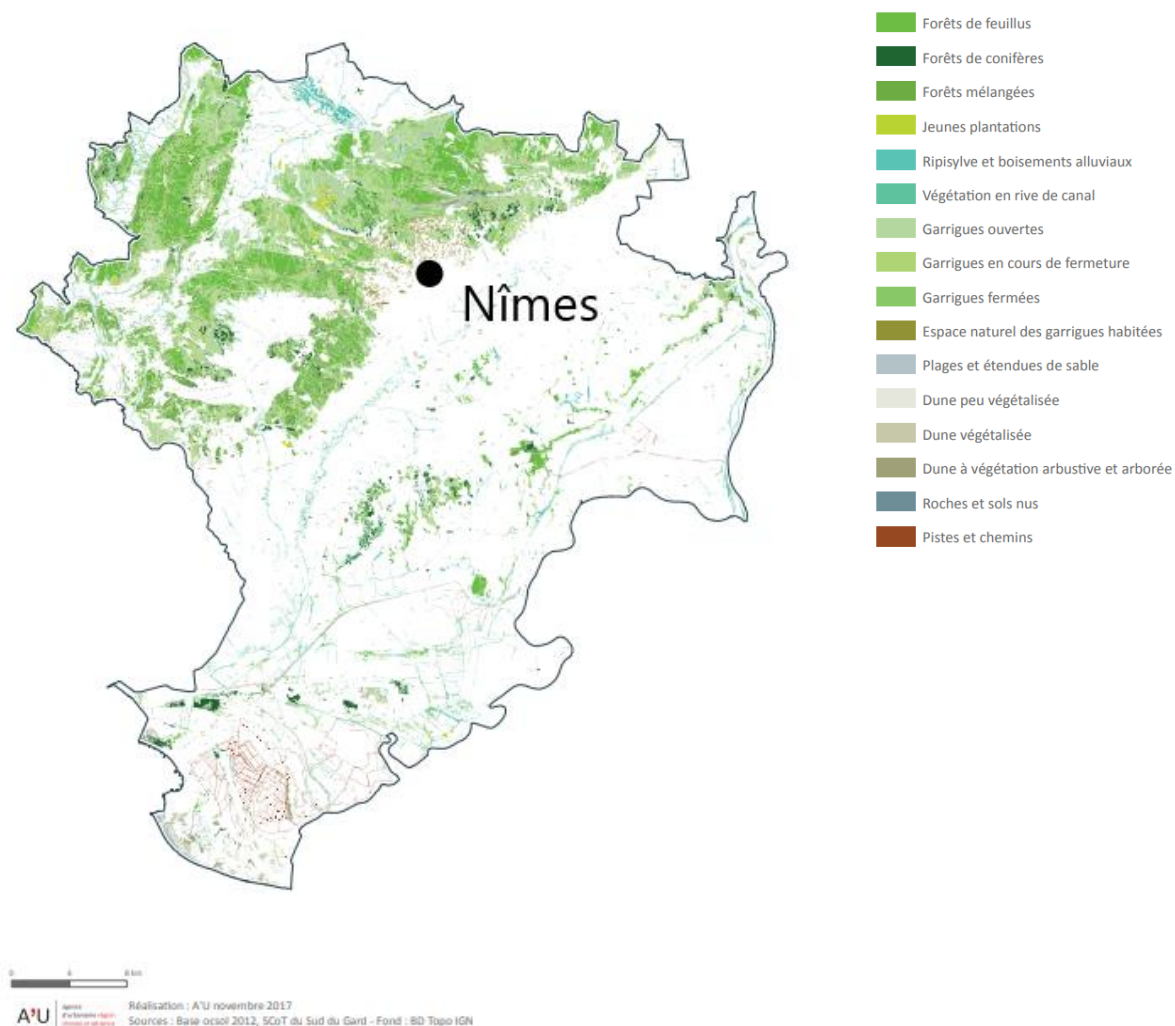 Forêts de feuillus
Forêts de conifères
Forêts mélangées
Jeunes plantations
Ripisylve et boisements alluviaux
Végétation en rive de canal
Garrigues ouvertes
Garrigues en cours de fermeture
Garrigues fermées
Espace naturel des garrigues habitées
Plages et étendues de sable
Dune peu végétalisée
Dune végétalisée
Dune à végétation arbustive et arborée
Roches et sols nus
Pistes et chemins
Nîmes
0 8 km
A'U
Réalisation : A'U novembre 2017
Sources : Base ocsol 2012, SCoT du Sud du Gard - Fond : BD Topo IGN